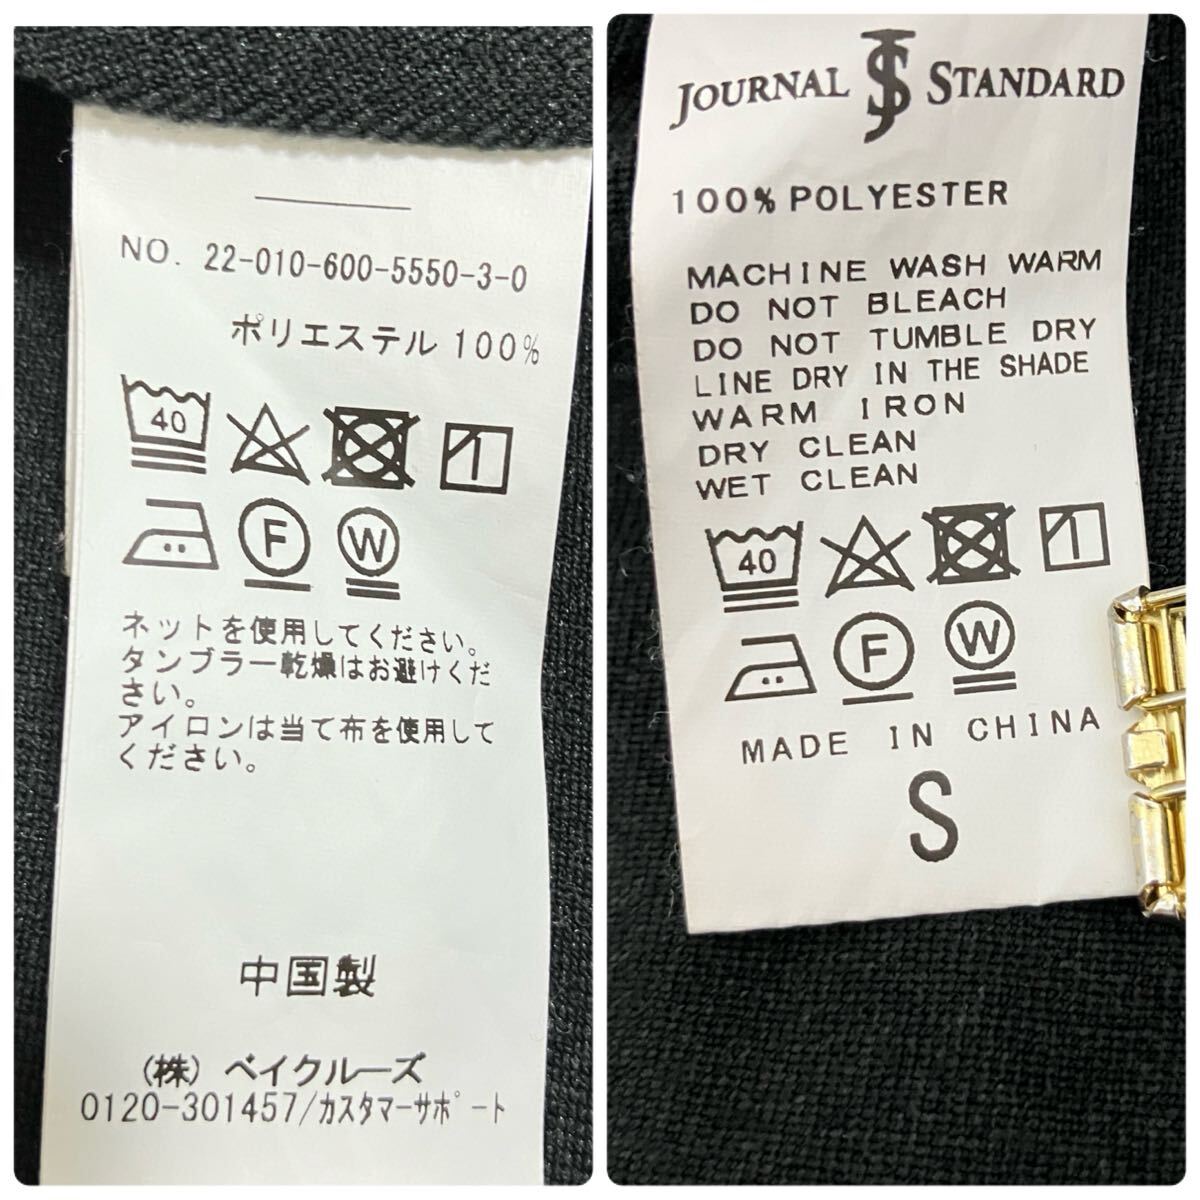 NO. 22-010-600-5550-3-0
ポリエステル 100%
40
F W
ネットを使用してください。
タンブラー乾燥はお避けくだ
さい。
アイロンは当て布を使用して
ください。
中国製
(株) ベイクルーズ
0120-301457/カスタマーサポート
JOURNAL JS STANDARD
100% POLYESTER
MACHINE WASH WARM
DO NOT BLEACH
DO NOT TUMBLE DRY
LINE DRY IN THE SHADE
WARM IRON
DRY CLEAN
WET CLEAN
40
F W
MADE IN CHINA
S